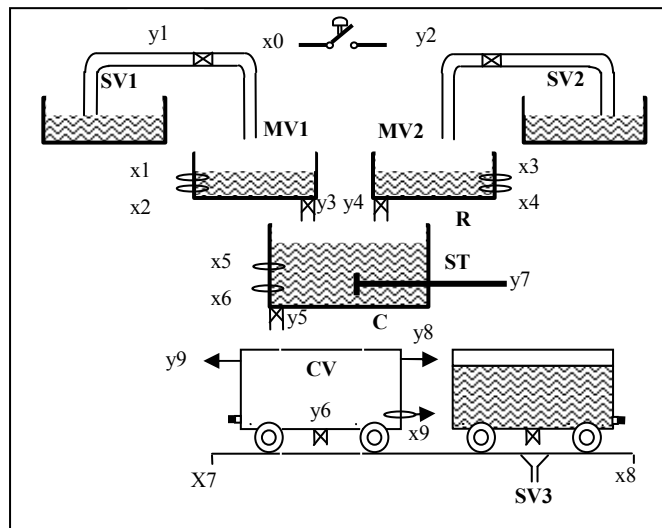 y1 x0 y2
SV1 SV2
MV1 MV2
x1 x3
x2 y3 y4 x4
R
x5 ST
x6 y7
y5 C
y9 CV y8
y6
x9
X7 x8
SV3